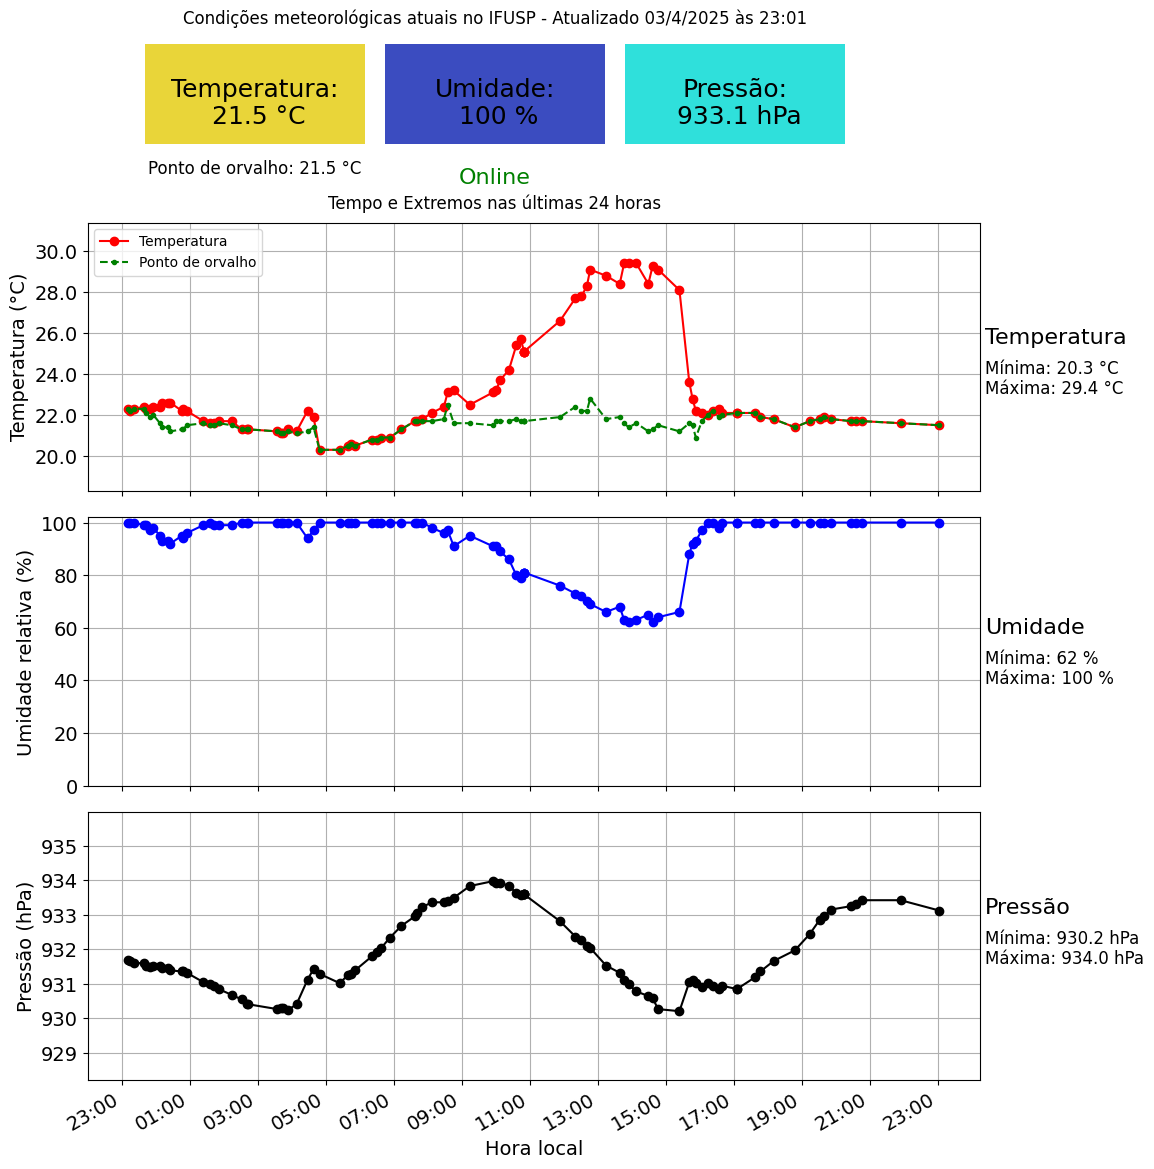 Condições meteorológicas atuais no IFUSP - Atualizado 03/4/2025 às 23:01
Temperatura:
21.5 °C
Umidade:
100 %
Pressão:
933.1 hPa
Ponto de orvalho: 21.5 °C
Online
Tempo e Extremos nas últimas 24 horas
Temperatura
Ponto de orvalho
Temperatura (°C)
30.0
28.0
26.0
24.0
22.0
20.0
Temperatura
Mínima: 20.3 °C
Máxima: 29.4 °C
Umidade relativa (%)
100
80
60
40
20
0
Umidade
Mínima: 62 %
Máxima: 100 %
Pressão (hPa)
935
934
933
932
931
930
929
Pressão
Mínima: 930.2 hPa
Máxima: 934.0 hPa
23:00 01:00 03:00 05:00 07:00 09:00 11:00 13:00 15:00 17:00 19:00 21:00 23:00
Hora local